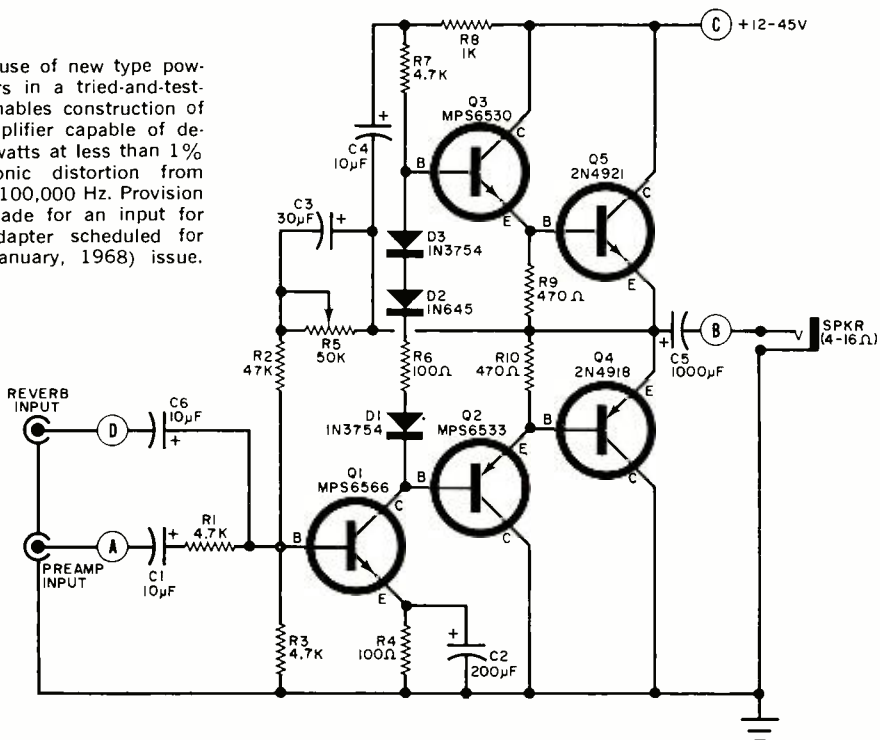 use of new type pow-
rs in a tried-and-test-
nables construction of
plifier capable of de-
watts at less than 1%
onic distortion from
100,000 Hz. Provision
ade for an input for
dapter scheduled for
anuary, 1968) issue.
C +12-45V
R8
1K
R7
4.7K
Q3
MPS6530
C
B
E
Q5
2N4921
C
B
E
C4
10µF
+
C3
30µF
+
D3
1N3754
D2
1N645
R9
470Ω
R5
50K
R2
47K
R6
100Ω
R10
470Ω
+
C5
1000µF
B
V
SPKR
(4-16Ω)
Q4
2N4918
E
B
C
D1
1N3754
Q2
MPS6533
E
B
C
REVERB
INPUT
D
C6
10µF
+
Q1
MPS6566
C
B
E
PREAMP
INPUT
A
C1
10µF
+
R1
4.7K
R3
4.7K
R4
100Ω
+
C2
200µF